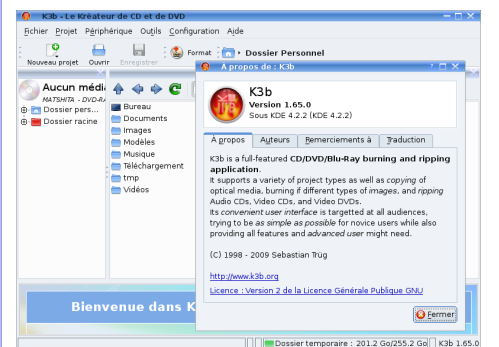 K3b - Le Kréateur de CD et de DVD
Fichier Projet Périphérique Outils Configuration Aide
Nouveau projet Ouvrir Enregistrer Format Dossier Personnel
Aucun média
MATSHITA - DVD-RA
Dossier pers...
Dossier racine
Bureau
Documents
Images
Modèles
Musique
Téléchargement
tmp
Vidéos
À propos de : K3b
K3b
Version 1.65.0
Sous KDE 4.2.2 (KDE 4.2.2)
À propos Auteurs Remerciements à Traduction
K3b is a full-featured CD/DVD/Blu-Ray burning and ripping
application.
It supports a variety of project types as well as copying of
optical media, burning if different types of images, and ripping
Audio CDs, Video CDs, and Video DVDs.
Its convenient user interface is targetted at all audiences,
trying to be as simple as possible for novice users while also
providing all features and advanced user might need.
(C) 1998 - 2009 Sebastian Trüg
http://www.k3b.org
Licence : Version 2 de la Licence Générale Publique GNU
Fermer
Bienvenue dans K
Dossier temporaire : 201.2 Go/255.2 Go K3b 1.65.0